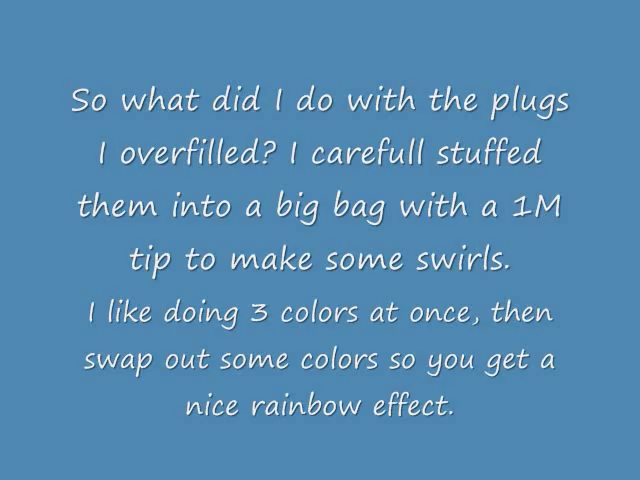 So what did I do with the plugs
I overfilled? I carefull stuffed
them into a big bag with a 1M
tip to make some swirls.
I like doing 3 colors at once, then
swap out some colors so you get a
nice rainbow effect.